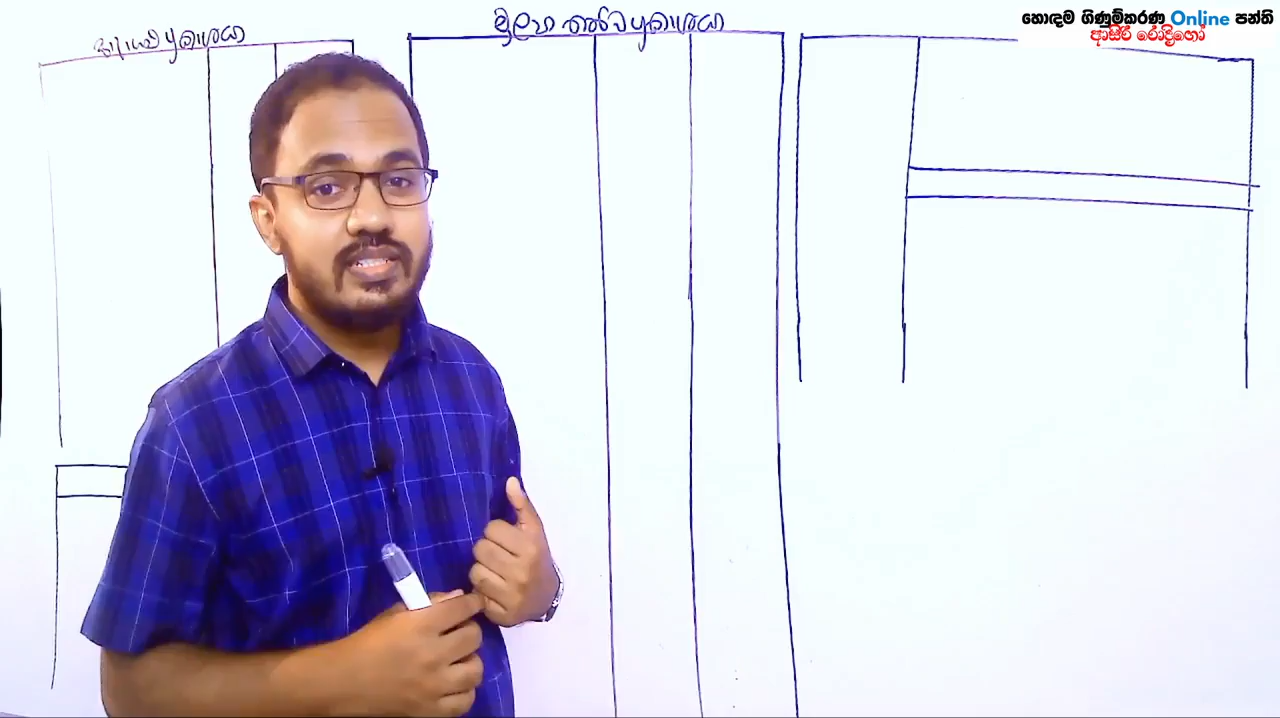 ආදායම් ප්‍රකාශය
මූල්‍ය තත්ව ප්‍රකාශය
හොඳම ගිණුම්කරණ Online පන්ති
ආසිරි රොද්‍රිගෝ